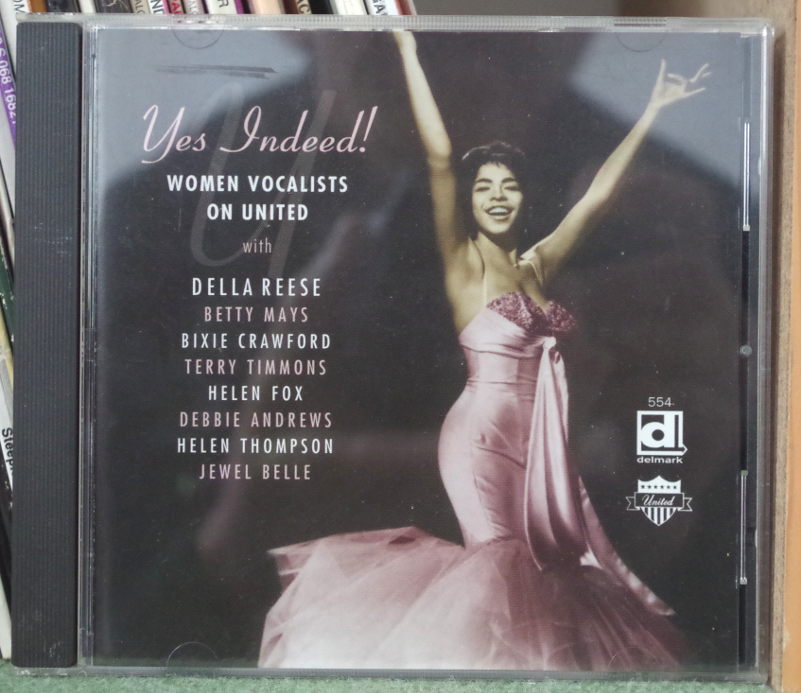 Yes Indeed!
WOMEN VOCALISTS
ON UNITED
with
DELLA REESE
BETTY MAYS
BIXIE CRAWFORD
TERRY TIMMONS
HELEN FOX
DEBBIE ANDREWS
HELEN THOMPSON
JEWEL BELLE
554
d
delmark
United